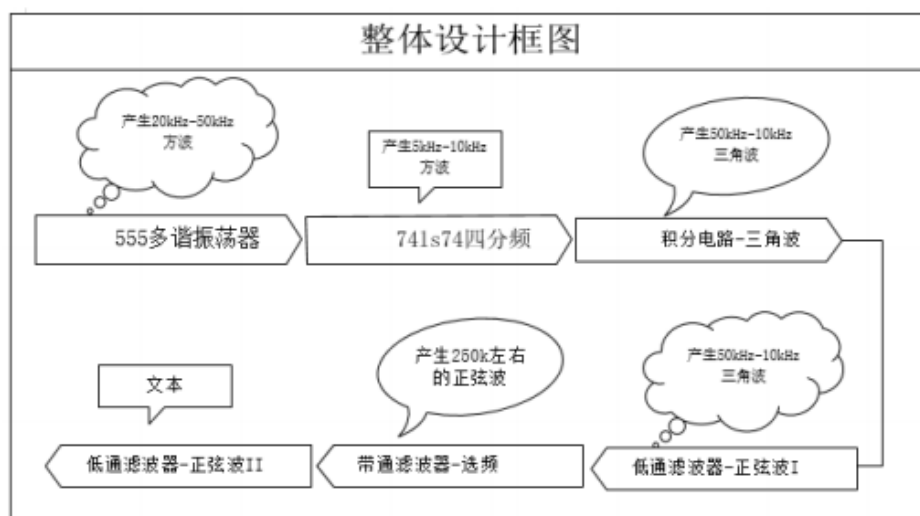 整体设计框图
产生20kHz-50kHz
方波
产生5kHz-10kHz
方波
产生50kHz-10kHz
三角波
555多谐振荡器
74ls74四分频
积分电路-三角波
文本
产生250k左右
的正弦波
产生50kHz-10kHz
三角波
低通滤波器-正弦波II
带通滤波器-选频
低通滤波器-正弦波I